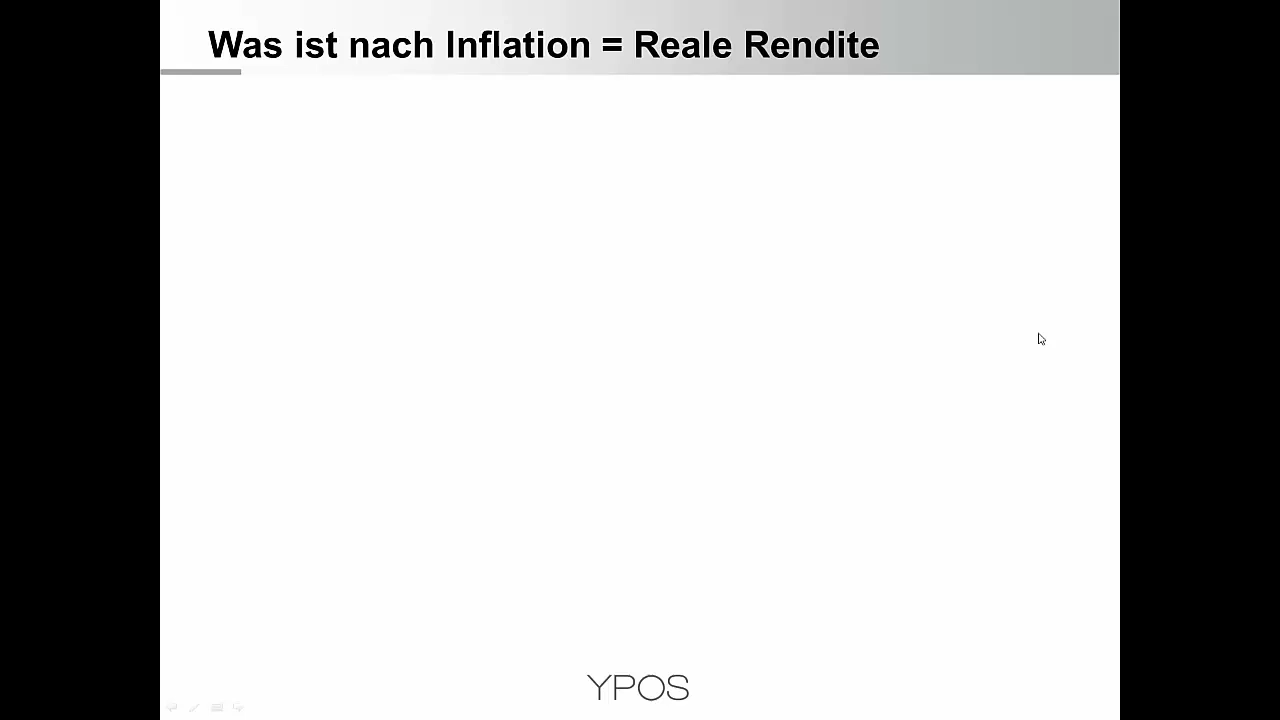 Was ist nach Inflation = Reale Rendite
YPOS